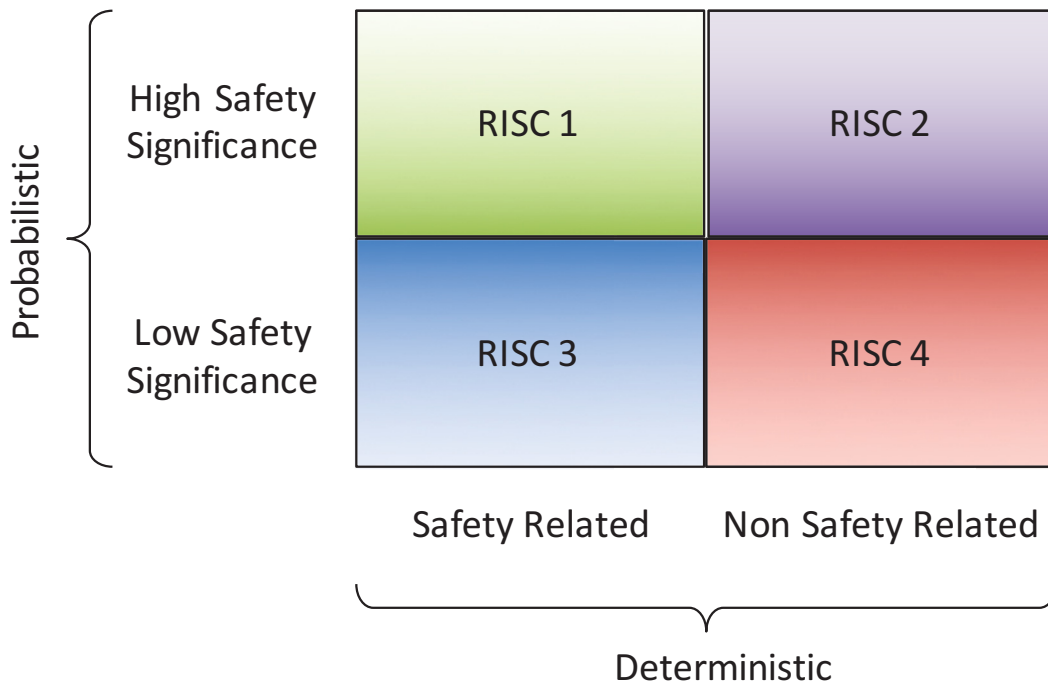 Probabilistic
High Safety
Significance
RISC 1
RISC 2
Low Safety
Significance
RISC 3
RISC 4
Safety Related
Non Safety Related
Deterministic